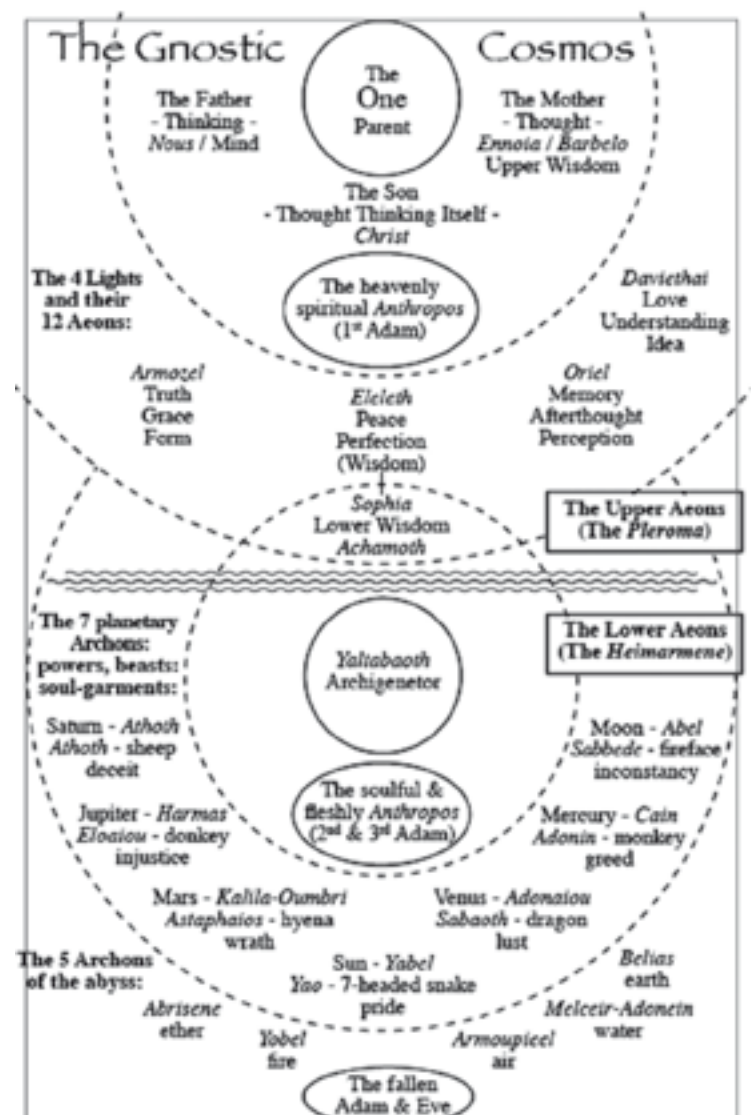 The Gnostic Cosmos
The
One
Parent
The Father
- Thinking -
Nous / Mind
The Mother
- Thought -
Ennoia / Barbelo
Upper Wisdom
The Son
- Thought Thinking Itself -
Christ
The 4 Lights
and their
12 Aeons:
The heavenly
spiritual Anthropos
(1st Adam)
Daviethai
Love
Understanding
Idea
Armozel
Truth
Grace
Form
Eleleth
Peace
Perfection
(Wisdom)
Oriel
Memory
Afterthought
Perception
Sophia
Lower Wisdom
Achamoth
The Upper Aeons
(The Pleroma)
The 7 planetary
Archons:
powers, beasts:
soul-garments:
Yaltabaoth
Archigenetor
The Lower Aeons
(The Heimarmene)
Saturn - Athoth
Athoth - sheep
deceit
Moon - Abel
Sabbede - fireface
inconstancy
Jupiter - Harmas
Eloaiou - donkey
injustice
The soulful &
fleshly Anthropos
(2nd & 3rd Adam)
Mercury - Cain
Adonin - monkey
greed
Mars - Kalila-Oumbri
Astaphaios - hyena
wrath
Venus - Adonaiou
Sabaoth - dragon
lust
Sun - Yabel
Yao - 7-headed snake
pride
The 5 Archons
of the abyss:
Abrisene
ether
Yobel
fire
Armoupieel
air
Melceir-Adonein
water
Belias
earth
The fallen
Adam & Eve